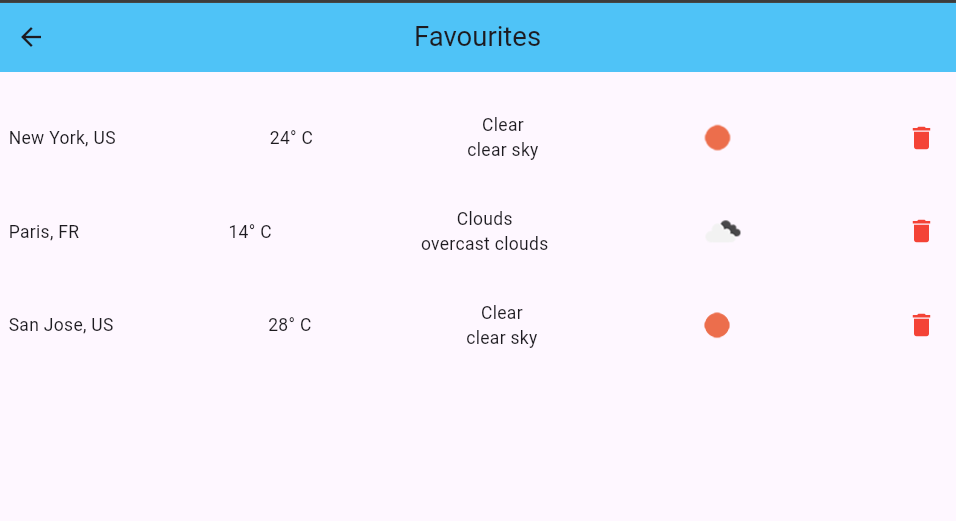 Favourites
New York, US 24° C Clear
clear sky
Paris, FR 14° C Clouds
overcast clouds
San Jose, US 28° C Clear
clear sky